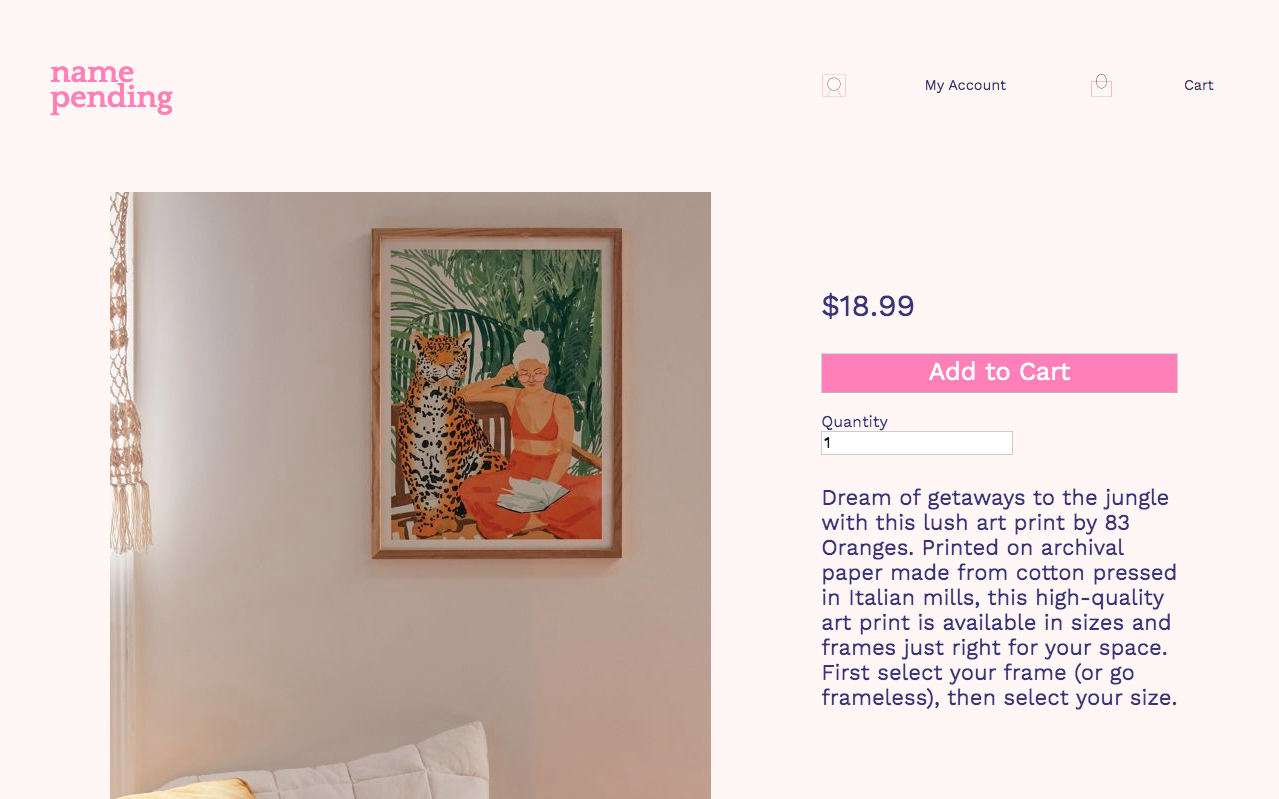 name
pending
My Account
Cart
$18.99
Add to Cart
Quantity
1
Dream of getaways to the jungle
with this lush art print by 83
Oranges. Printed on archival
paper made from cotton pressed
in Italian mills, this high-quality
art print is available in sizes and
frames just right for your space.
First select your frame (or go
frameless), then select your size.